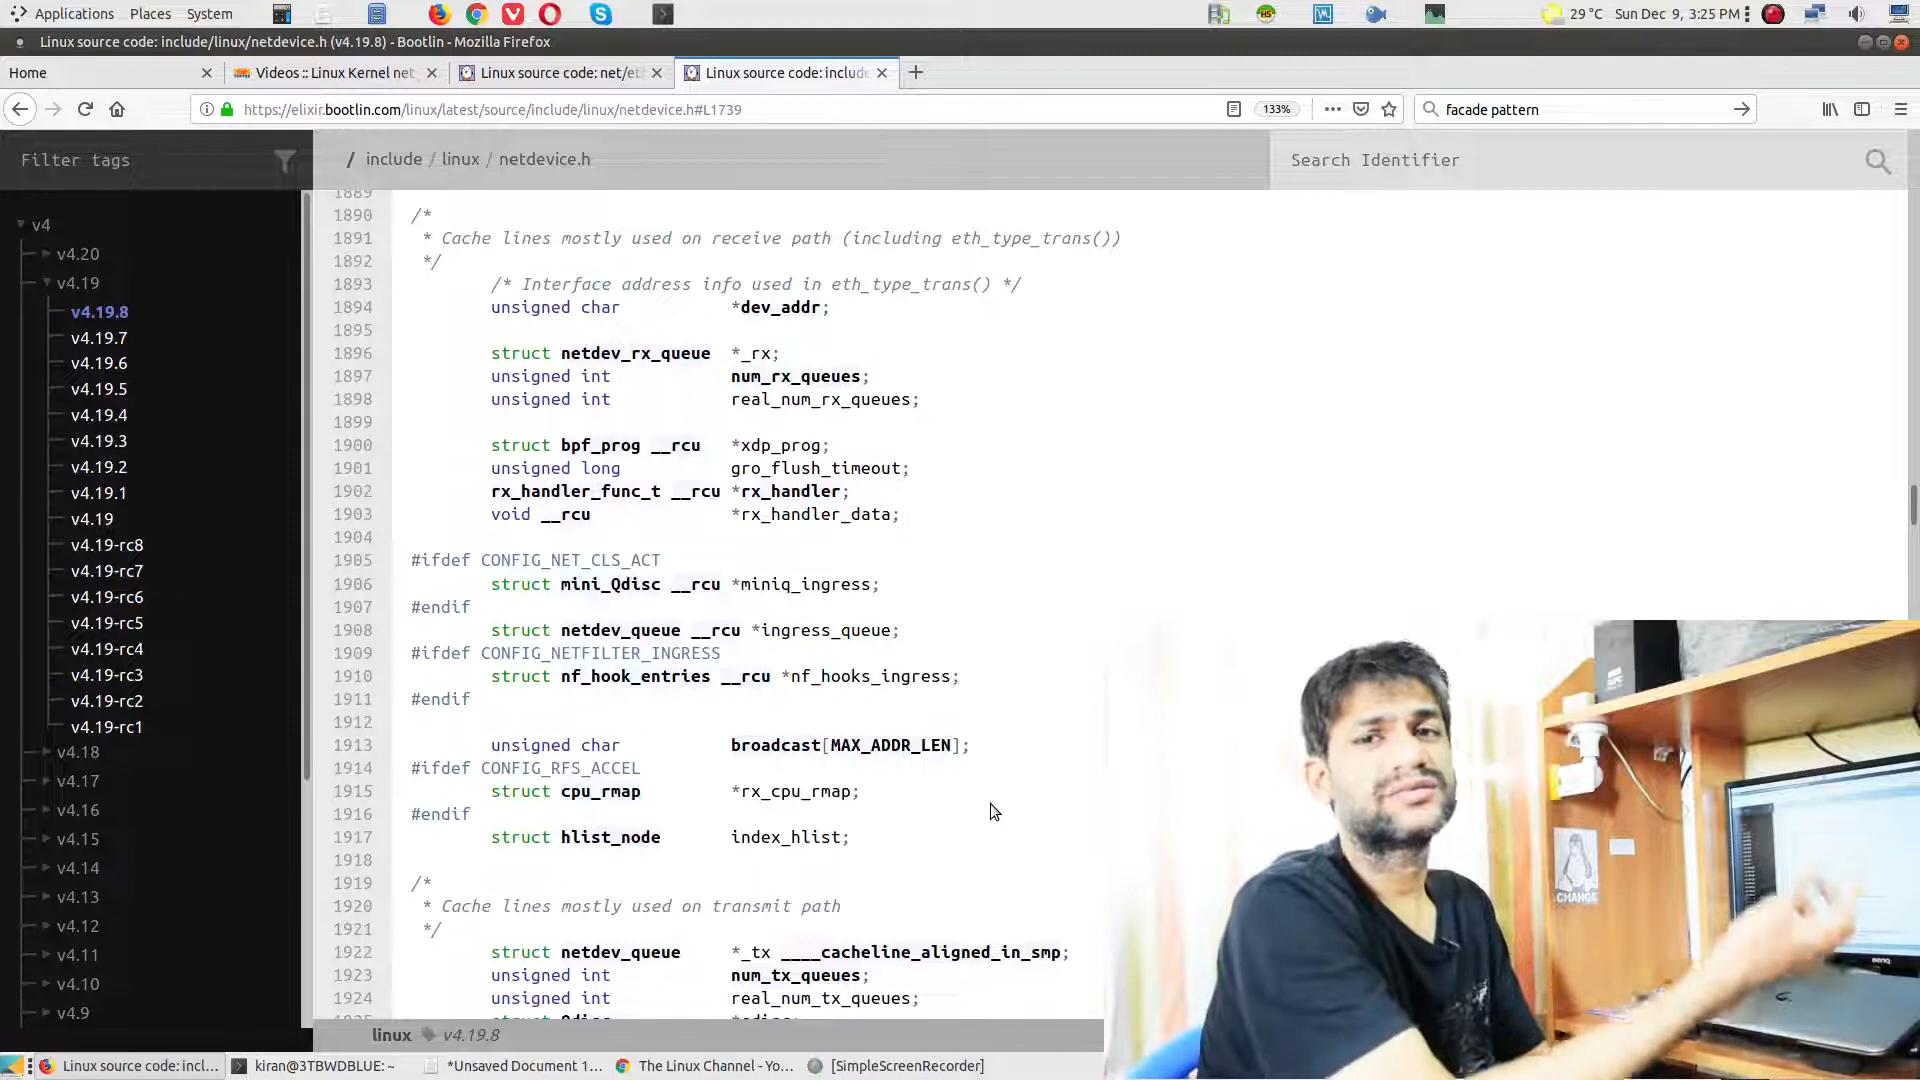 Applications Places System
29 °C Sun Dec 9, 3:25 PM
Linux source code: include/linux/netdevice.h (v4.19.8) - Bootlin - Mozilla Firefox
Home
Videos :: Linux Kernel net
Linux source code: net/et
Linux source code: include
https://elixir.bootlin.com/linux/latest/source/include/linux/netdevice.h#L1739
133%
facade pattern
Filter tags
/ include / linux / netdevice.h
Search Identifier
v4
v4.20
v4.19
v4.19.8
v4.19.7
v4.19.6
v4.19.5
v4.19.4
v4.19.3
v4.19.2
v4.19.1
v4.19
v4.19-rc8
v4.19-rc7
v4.19-rc6
v4.19-rc5
v4.19-rc4
v4.19-rc3
v4.19-rc2
v4.19-rc1
v4.18
v4.17
v4.16
v4.15
v4.14
v4.13
v4.12
v4.11
v4.10
v4.9
1889
1890 /*
1891 * Cache lines mostly used on receive path (including eth_type_trans())
1892 */
1893 /* Interface address info used in eth_type_trans() */
1894 unsigned char *dev_addr;
1895
1896 struct netdev_rx_queue *_rx;
1897 unsigned int num_rx_queues;
1898 unsigned int real_num_rx_queues;
1899
1900 struct bpf_prog __rcu *xdp_prog;
1901 unsigned long gro_flush_timeout;
1902 rx_handler_func_t __rcu *rx_handler;
1903 void __rcu *rx_handler_data;
1904
1905 #ifdef CONFIG_NET_CLS_ACT
1906 struct mini_Qdisc __rcu *miniq_ingress;
1907 #endif
1908 struct netdev_queue __rcu *ingress_queue;
1909 #ifdef CONFIG_NETFILTER_INGRESS
1910 struct nf_hook_entries __rcu *nf_hooks_ingress;
1911 #endif
1912
1913 unsigned char broadcast[MAX_ADDR_LEN];
1914 #ifdef CONFIG_RFS_ACCEL
1915 struct cpu_rmap *rx_cpu_rmap;
1916 #endif
1917 struct hlist_node index_hlist;
1918
1919 /*
1920 * Cache lines mostly used on transmit path
1921 */
1922 struct netdev_queue *_tx ____cacheline_aligned_in_smp;
1923 unsigned int num_tx_queues;
1924 unsigned int real_num_tx_queues;
linux v4.19.8
CHANGE
BENQ
Linux source code: incl...
kiran@3TBWDBLUE: ~
*Unsaved Document 1...
The Linux Channel - Yo...
[SimpleScreenRecorder]